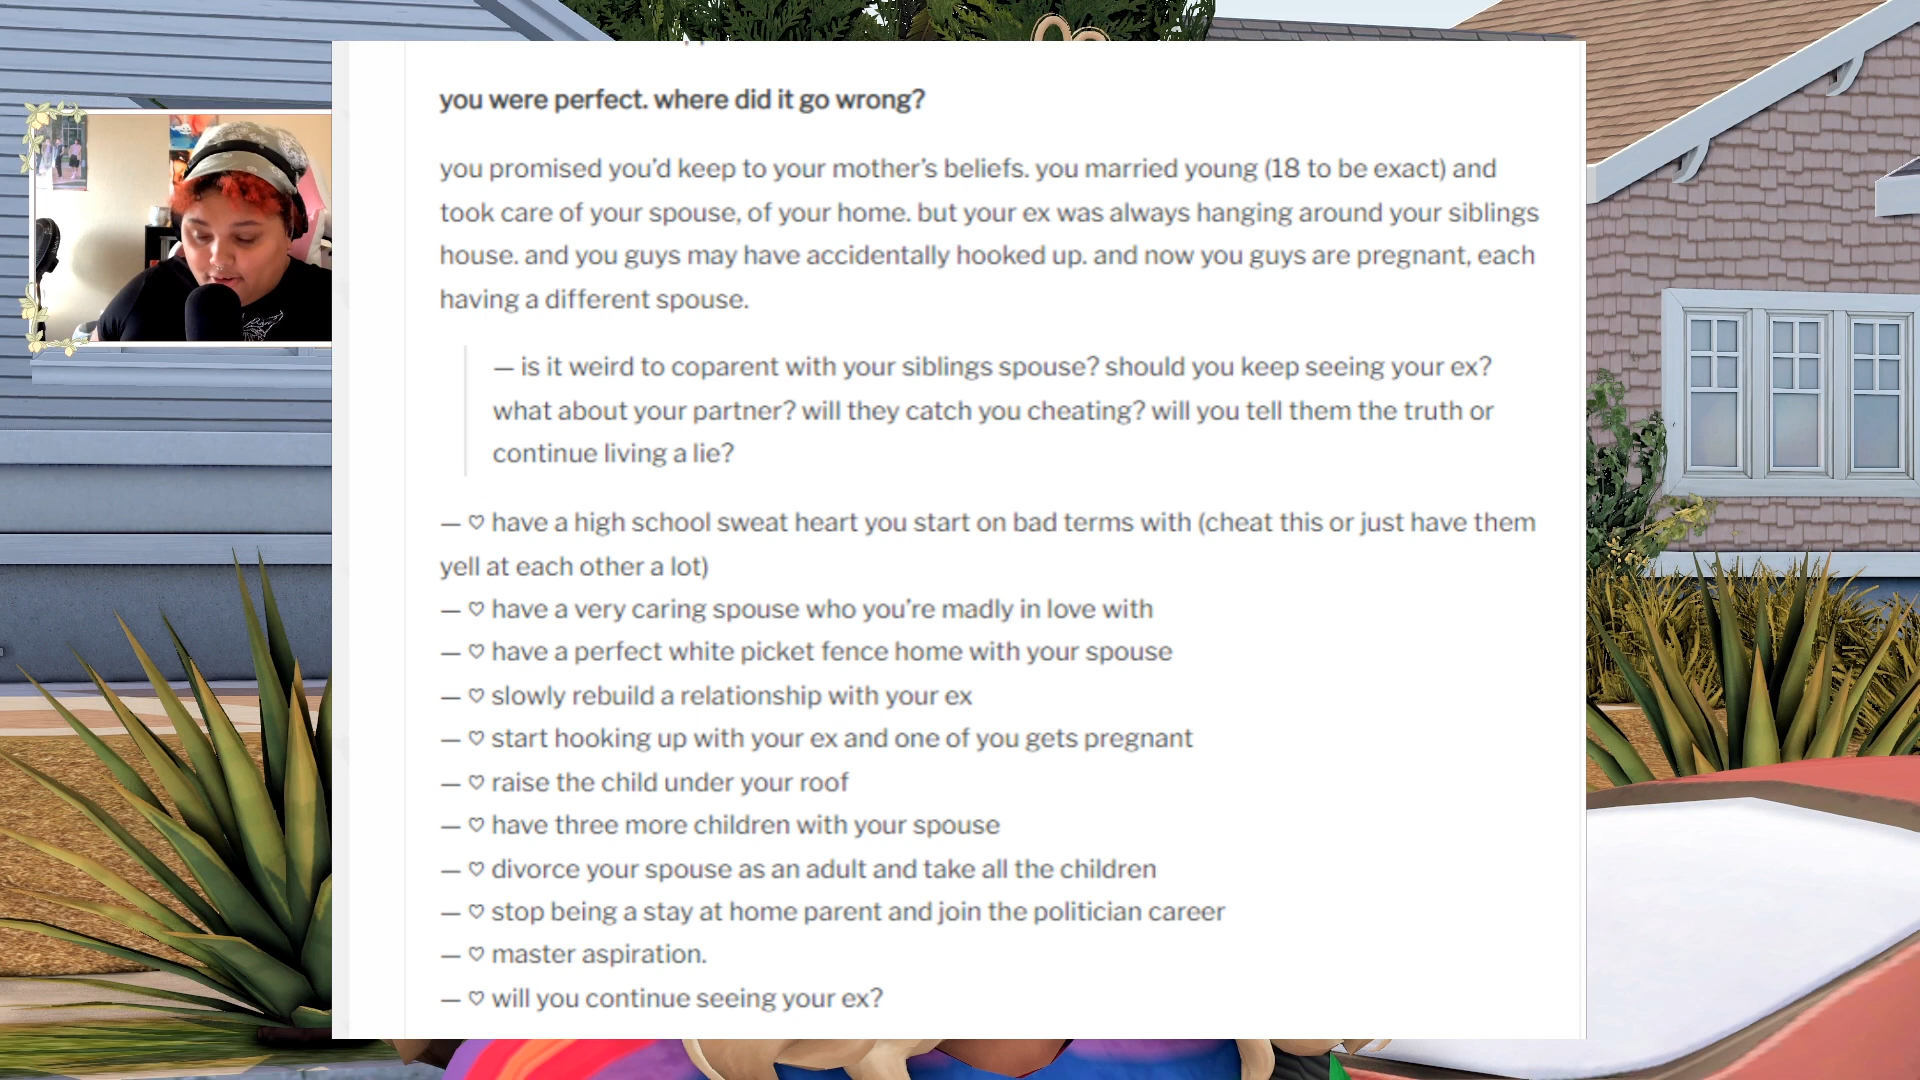 you were perfect. where did it go wrong?
you promised you’d keep to your mother’s beliefs. you married young (18 to be exact) and
took care of your spouse, of your home. but your ex was always hanging around your siblings
house. and you guys may have accidentally hooked up. and now you guys are pregnant, each
having a different spouse.
— is it weird to coparent with your siblings spouse? should you keep seeing your ex?
what about your partner? will they catch you cheating? will you tell them the truth or
continue living a lie?
— ♡ have a high school sweat heart you start on bad terms with (cheat this or just have them
yell at each other a lot)
— ♡ have a very caring spouse who you’re madly in love with
— ♡ have a perfect white picket fence home with your spouse
— ♡ slowly rebuild a relationship with your ex
— ♡ start hooking up with your ex and one of you gets pregnant
— ♡ raise the child under your roof
— ♡ have three more children with your spouse
— ♡ divorce your spouse as an adult and take all the children
— ♡ stop being a stay at home parent and join the politician career
— ♡ master aspiration.
— ♡ will you continue seeing your ex?